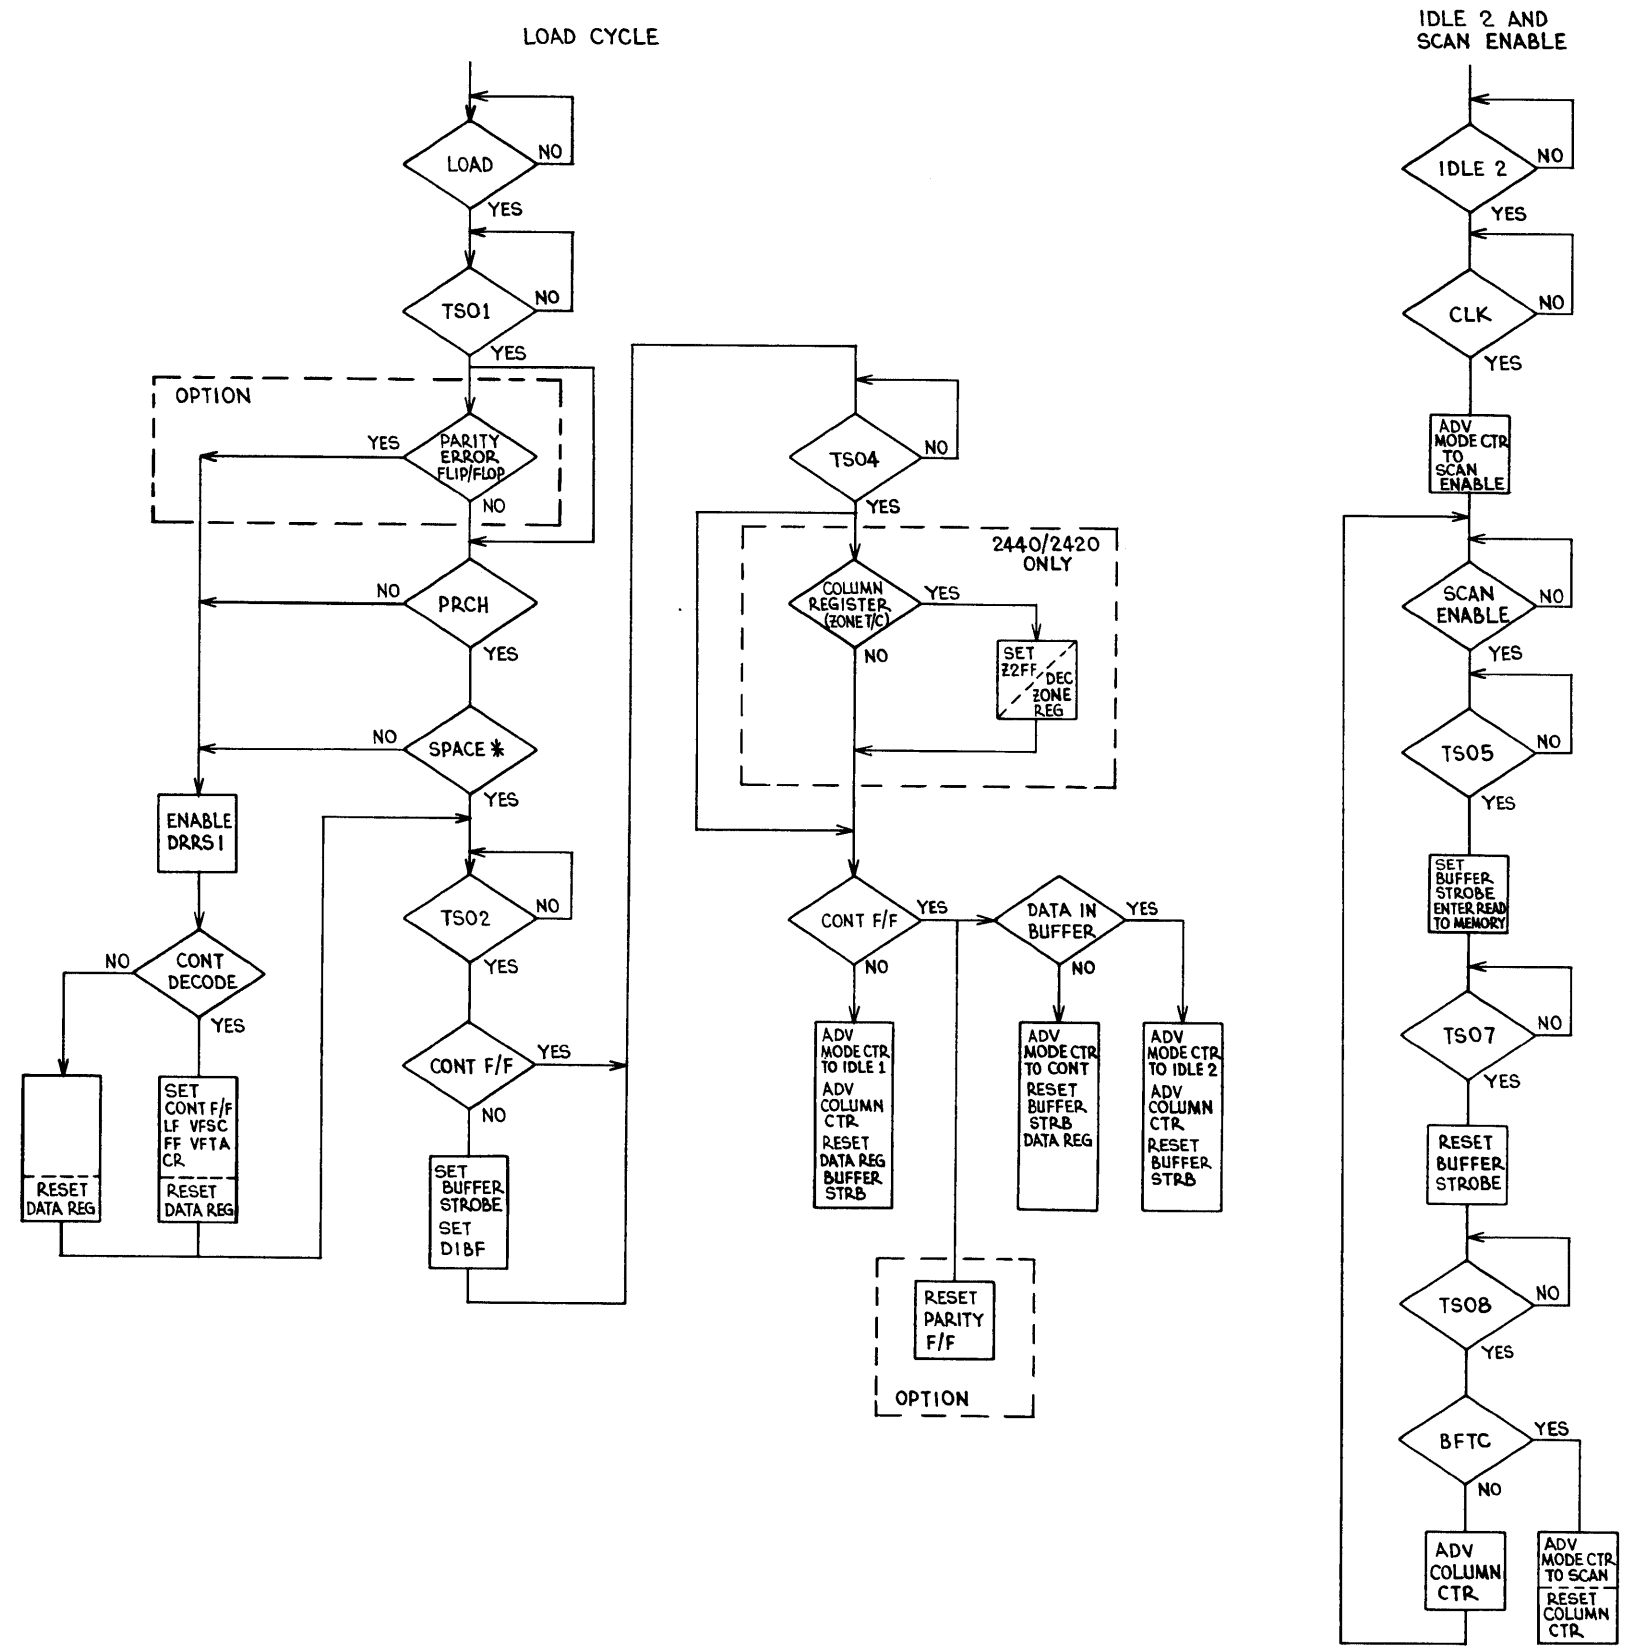 LOAD CYCLE
LOAD
NO
YES
TS01
NO
YES
OPTION
YES
PARITY
ERROR
FLIP/FLOP
NO
NO
PRCH
YES
NO
SPACE *
YES
ENABLE
DRRS1
NO
CONT
DECODE
YES
RESET
DATA REG
SET
CONT F/F
LF VFSC
FF VFTA
CR
RESET
DATA REG
TS02
NO
YES
CONT F/F
YES
NO
SET
BUFFER
STROBE
SET
DIBF
TS04
NO
YES
2440/2420
ONLY
COLUMN
REGISTER
(ZONE T/C)
YES
NO
SET
Z2FF
DEC
ZONE
REG
CONT F/F
YES
NO
DATA IN
BUFFER
YES
NO
ADV
MODE CTR
TO IDLE 1
ADV
COLUMN
CTR
RESET
DATA REG
BUFFER
STRB
ADV
MODE CTR
TO CONT
RESET
BUFFER
STRB
DATA REG
ADV
MODE CTR
TO IDLE 2
ADV
COLUMN
CTR
RESET
BUFFER
STRB
RESET
PARITY
F/F
OPTION
IDLE 2 AND
SCAN ENABLE
IDLE 2
NO
YES
CLK
NO
YES
ADV
MODE CTR
TO
SCAN
ENABLE
SCAN
ENABLE
NO
YES
TS05
NO
YES
SET
BUFFER
STROBE
ENTER READ
TO MEMORY
TS07
NO
YES
RESET
BUFFER
STROBE
TS08
NO
YES
BFTC
YES
NO
ADV
COLUMN
CTR
ADV
MODE CTR
TO SCAN
RESET
COLUMN
CTR